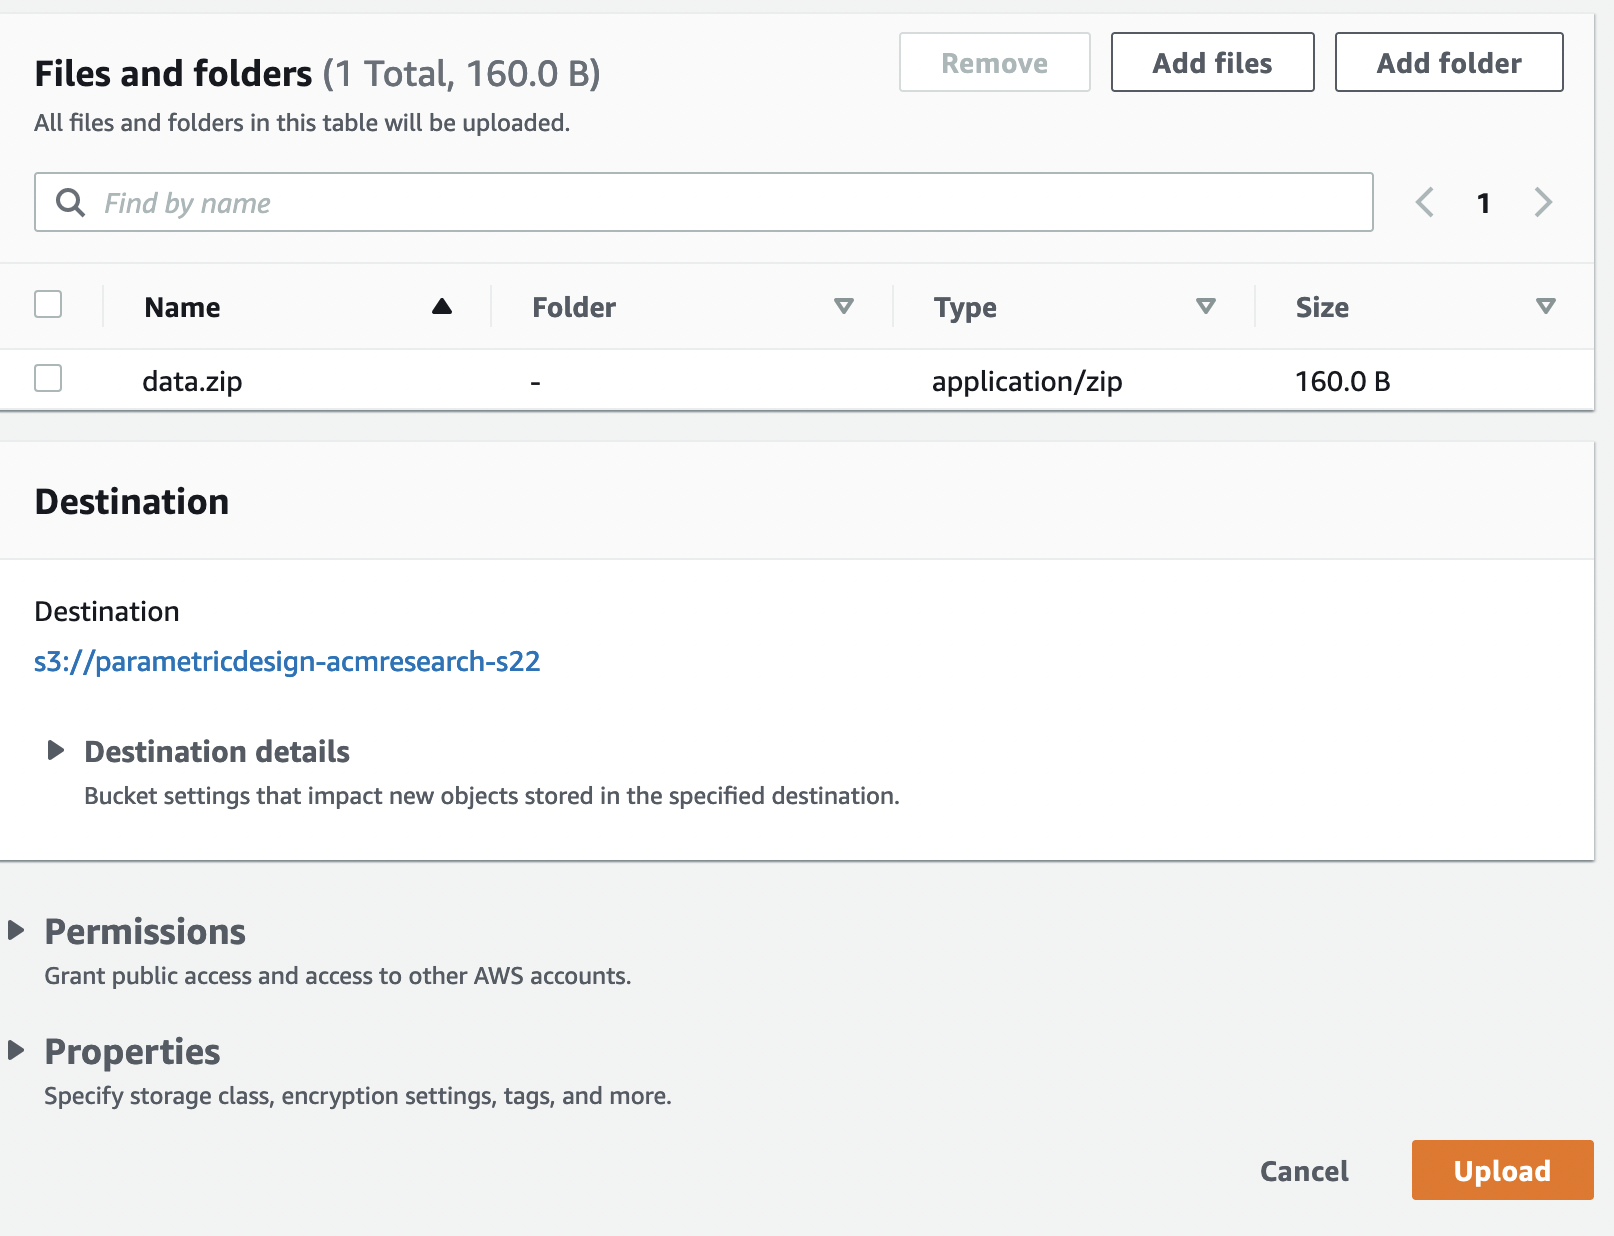 Files and folders (1 Total, 160.0 B)
Remove
Add files
Add folder
All files and folders in this table will be uploaded.
Find by name
1
Name Folder Type Size
data.zip - application/zip 160.0 B
Destination
Destination
s3://parametricdesign-acmresearch-s22
Destination details
Bucket settings that impact new objects stored in the specified destination.
Permissions
Grant public access and access to other AWS accounts.
Properties
Specify storage class, encryption settings, tags, and more.
Cancel
Upload